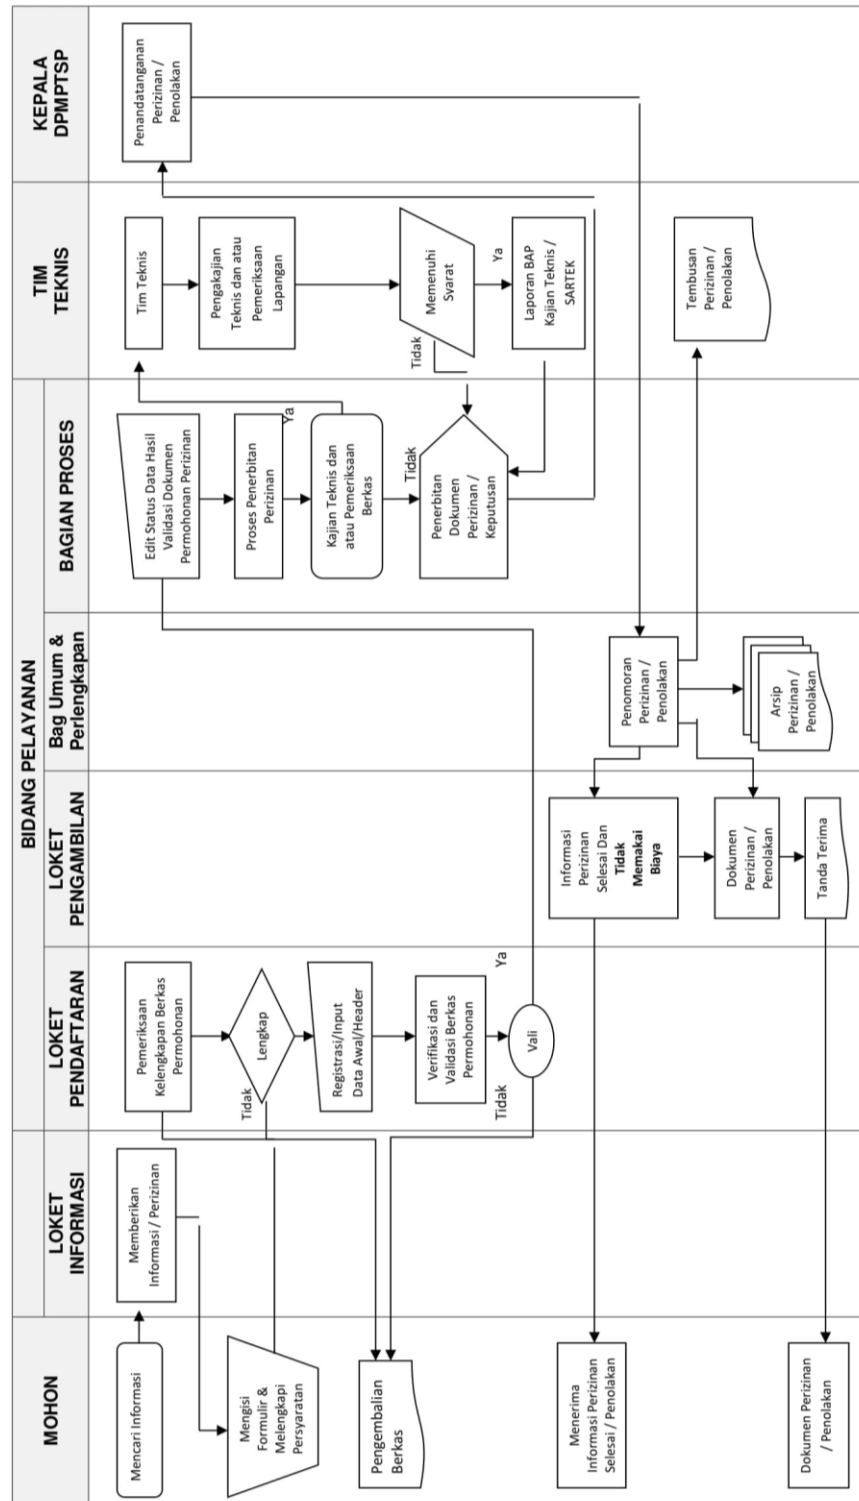 MOHON
BIDANG PELAYANAN
LOKET
INFORMASI
LOKET
PENDAFTARAN
LOKET
PENGAMBILAN
Bag Umum &
Perlengkapan
BAGIAN PROSES
TIM
TEKNIS
KEPALA
DPMPTSP
Mencari Informasi
Mengisi
Formulir &
Melengkapi
Persyaratan
Pengembalian
Berkas
Menerima
Informasi Perizinan
Selesai / Penolakan
Dokumen Perizinan
/ Penolakan
Memberikan
Informasi / Perizinan
Pemeriksaan
Kelengkapan Berkas
Permohonan
Lengkap
Tidak
Registrasi/Input
Data Awal/Header
Verifikasi dan
Validasi Berkas
Permohonan
Vali
Tidak
Ya
Informasi
Perizinan
Selesai Dan
Tidak
Memakai
Biaya
Dokumen
Perizinan /
Penolakan
Tanda Terima
Penomoran
Perizinan /
Penolakan
Arsip
Perizinan /
Penolakan
Edit Status Data Hasil
Validasi Dokumen
Permohonan Perizinan
Proses Penerbitan
Perizinan
Ya
Kajian Teknis dan
atau Pemeriksaan
Berkas
Tidak
Penerbitan
Dokumen
Perizinan /
Keputusan
Tim Teknis
Pengakajian
Teknis dan atau
Pemeriksaan
Lapangan
Memenuhi
Svarat
Tidak
Ya
Laporan BAP
Kajian Teknis /
SARTEK
Tembusan
Perizinan /
Penolakan
Penandatanganan
Perizinan /
Penolakan